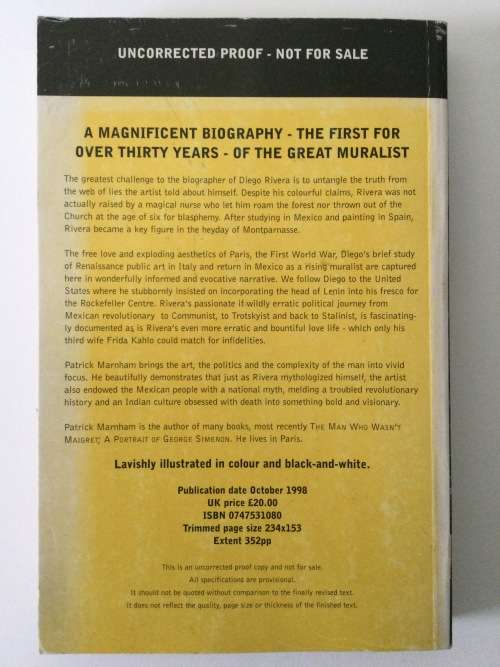 UNCORRECTED PROOF - NOT FOR SALE
A MAGNIFICENT BIOGRAPHY - THE FIRST FOR
OVER THIRTY YEARS - OF THE GREAT MURALIST
The greatest challenge to the biographer of Diego Rivera is to untangle the truth from
the web of lies the artist told about himself. Despite his colourful claims, Rivera was not
actually raised by a magical nurse who let him roam the forest nor thrown out of the
Church at the age of six for blasphemy. After studying in Mexico and painting in Spain,
Rivera became a key figure in the heyday of Montparnasse.
The free love and exploding aesthetics of Paris, the First World War, Diego's brief study
of Renaissance public art in Italy and return in Mexico as a rising muralist are captured
here in wonderfully informed and evocative narrative. We follow Diego to the United
States where he stubbornly insisted on incorporating the head of Lenin into his fresco for
the Rockefeller Centre. Rivera's passionate if wildly erratic political journey from
Mexican revolutionary to Communist, to Trotskyist and back to Stalinist, is fascinating-
ly documented as is Rivera's even more erratic and bountiful love life - which only his
third wife Frida Kahlo could match for infidelities.
Patrick Marnham brings the art, the politics and the complexity of the man into vivid
focus. He beautifully demonstrates that just as Rivera mythologized himself, the artist
also endowed the Mexican people with a national myth, melding a troubled revolutionary
history and an Indian culture obsessed with death into something bold and visionary.
Patrick Marnham is the author of many books, most recently THE MAN WHO WASN'T
MAIGRET; A PORTRAIT OF GEORGE SIMENON. He lives in Paris.
Lavishly illustrated in colour and black-and-white.
Publication date October 1998
UK price £20.00
ISBN 0747531080
Trimmed page size 234x153
Extent 352pp
This is an uncorrected proof copy and not for sale.
All specifications are provisional.
It should not be quoted without comparison to the finally revised text.
It does not reflect the quality, page size or thickness of the finished text.